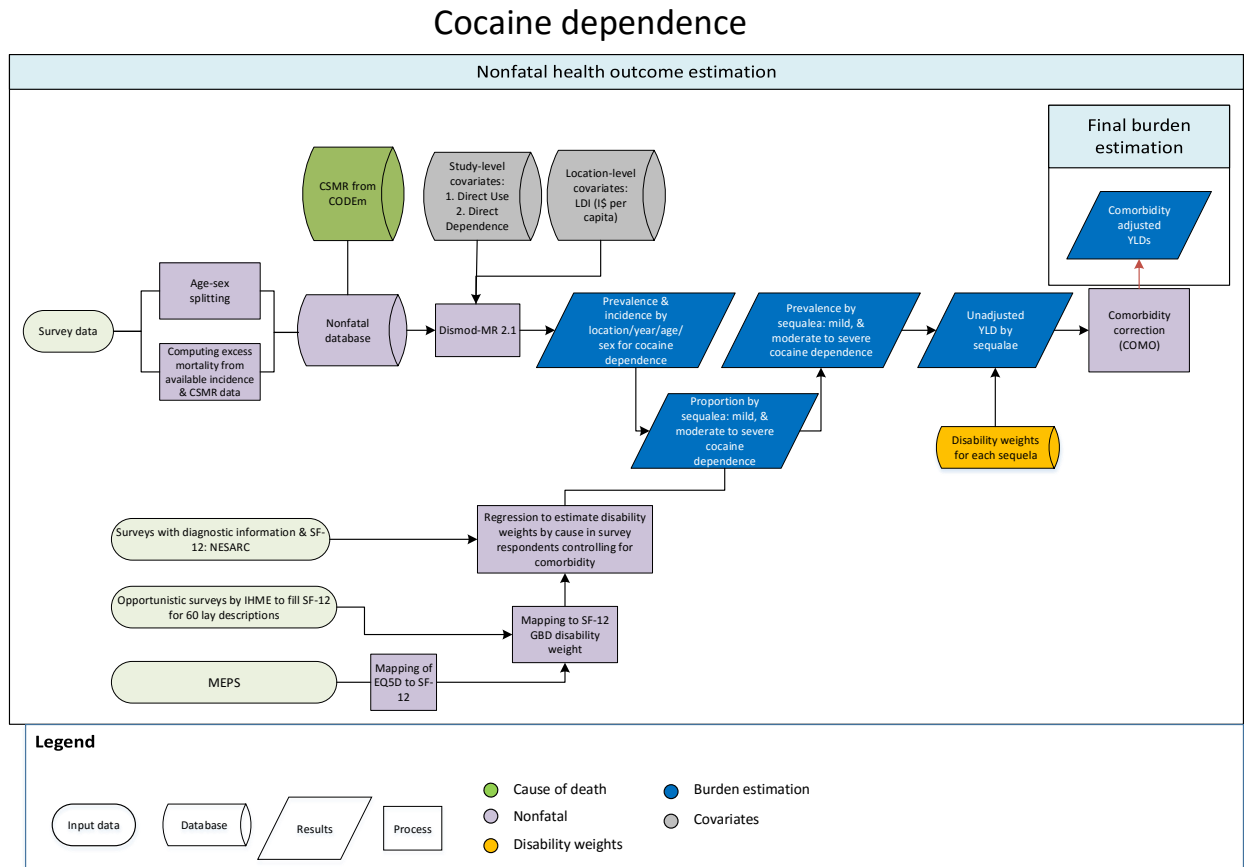 Cocaine dependence
Nonfatal health outcome estimation
Final burden
estimation
CSMR from
CODEm
Study-level
covariates:
1. Direct Use
2. Direct
Dependence
Location-level
covariates:
LDI (I$ per
capita)
Comorbidity
adjusted
YLDs
Survey data
Age-sex
splitting
Computing excess
mortality from
available incidence
& CSMR data
Nonfatal
database
Dismod-MR 2.1
Prevalence &
incidence by
location/year/age/
sex for cocaine
dependence
Prevalence by
sequalea: mild, &
moderate to severe
cocaine dependence
Unadjusted
YLD by
sequalae
Comorbidity
correction
(COMO)
Proportion by
sequalea: mild, &
moderate to severe
cocaine
dependence
Disability weights
for each sequela
Surveys with diagnostic information & SF-
12: NESARC
Regression to estimate disability
weights by cause in survey
respondents controlling for
comorbidity
Opportunistic surveys by IHME to fill SF-12
for 60 lay descriptions
Mapping to SF-12
GBD disability
weight
MEPS
Mapping of
EQ5D to SF-
12
Legend
Input data
Database
Results
Process
Cause of death
Nonfatal
Disability weights
Burden estimation
Covariates